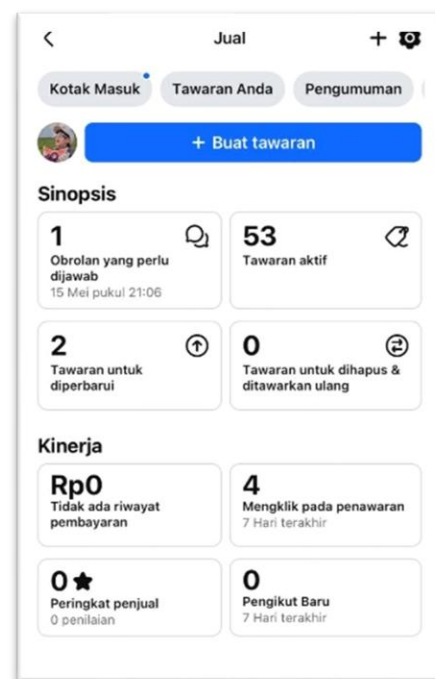 Jual
Kotak Masuk
Tawaran Anda
Pengumuman
+ Buat tawaran
Sinopsis
1
Obrolan yang perlu
dijawab
15 Mei pukul 21:06
53
Tawaran aktif
2
Tawaran untuk
diperbarui
0
Tawaran untuk dihapus &
ditawarkan ulang
Kinerja
Rp0
Tidak ada riwayat
pembayaran
4
Mengklik pada penawaran
7 Hari terakhir
0★
Peringkat penjual
0 penilaian
0
Pengikut Baru
7 Hari terakhir